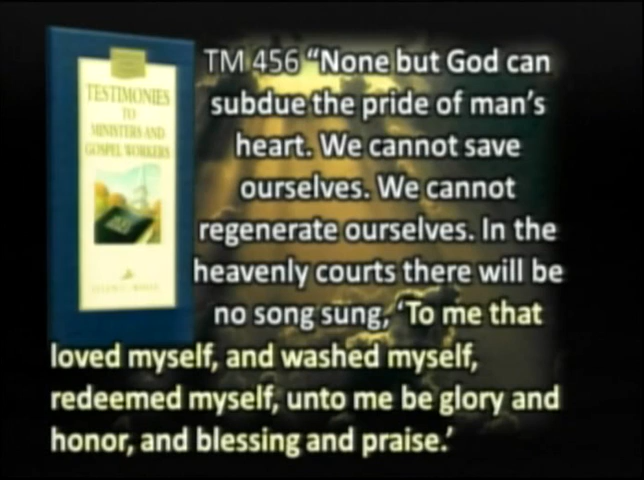 TESTIMONIES
TO
MINISTERS AND
GOSPEL WORKERS
TM 456 “None but God can
subdue the pride of man’s
heart. We cannot save
ourselves. We cannot
regenerate ourselves. In the
heavenly courts there will be
no song sung, ‘To me that
loved myself, and washed myself,
redeemed myself, unto me be glory and
honor, and blessing and praise.’